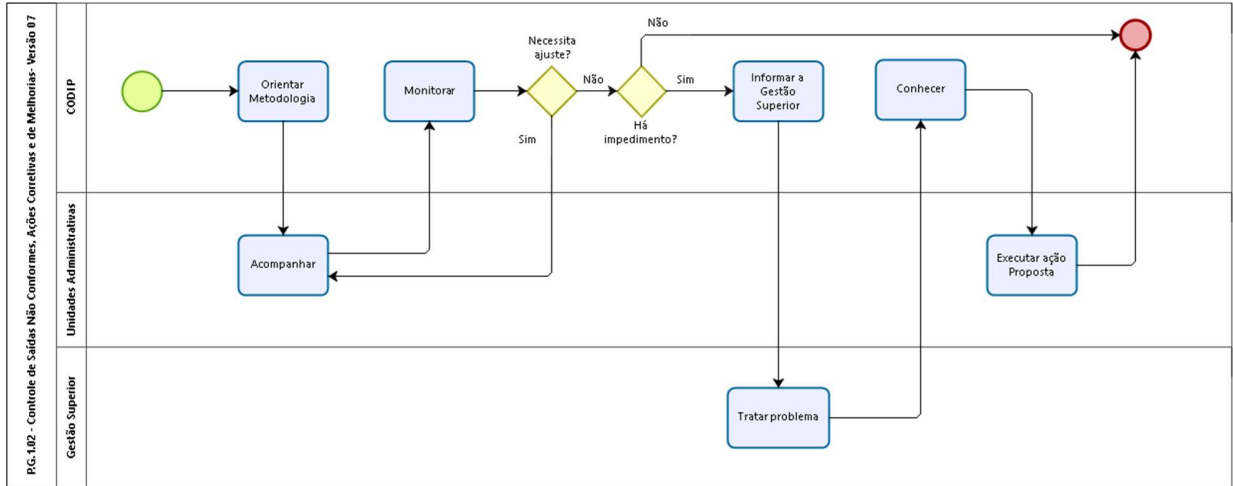 P.G.1.02 - Controle de Saídas Não Conformes, Ações Corretivas e de Melhorias- Versão 07
CODIP
Orientar
Metodologia
Monitorar
Necessita
ajuste?
Não
Sim
Não
Sim
Há
impedimento?
Informar a
Gestão
Superior
Conhecer
Unidades Administrativas
Acompanhar
Executar ação
Proposta
Gestão Superior
Tratar problema